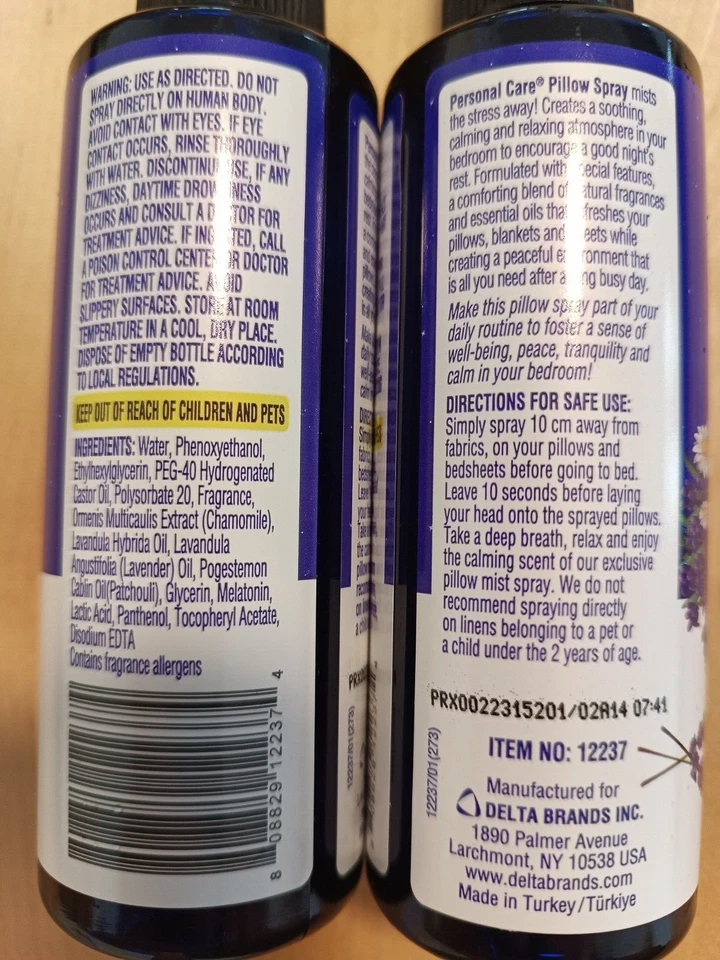 WARNING: USE AS DIRECTED. DO NOT
SPRAY DIRECTLY ON HUMAN BODY.
AVOID CONTACT WITH EYES. IF EYE
CONTACT OCCURS, RINSE THOROUGHLY
WITH WATER. DISCONTINUE USE, IF ANY
DIZZINESS, DAYTIME DROWSINESS
OCCURS AND CONSULT A DOCTOR FOR
TREATMENT ADVICE. IF INGESTED, CALL
A POISON CONTROL CENTER OR DOCTOR
FOR TREATMENT ADVICE. AVOID
SLIPPERY SURFACES. STORE AT ROOM
TEMPERATURE IN A COOL, DRY PLACE.
DISPOSE OF EMPTY BOTTLE ACCORDING
TO LOCAL REGULATIONS.
KEEP OUT OF REACH OF CHILDREN AND PETS
INGREDIENTS: Water, Phenoxyethanol,
Ethylhexylglycerin, PEG-40 Hydrogenated
Castor Oil, Polysorbate 20, Fragrance,
Ormenis Multicaulis Extract (Chamomile),
Lavandula Hybrida Oil, Lavandula
Angustifolia (Lavender) Oil, Pogestemon
Cablin Oil(Patchouli), Glycerin, Melatonin,
Lactic Acid, Panthenol, Tocopheryl Acetate,
Disodium EDTA
Contains fragrance allergens
8 08829 12237 4
12237/01(273)
Personal Care® Pillow Spray mists
the stress away! Creates a soothing,
calming and relaxing atmosphere in your
bedroom to encourage a good night's
rest. Formulated with special features,
a comforting blend of natural fragrances
and essential oils that refreshes your
pillows, blankets and sheets while
creating a peaceful environment that
is all you need after a long busy day.
Make this pillow spray part of your
daily routine to foster a sense of
well-being, peace, tranquility and
calm in your bedroom!
DIRECTIONS FOR SAFE USE:
Simply spray 10 cm away from
fabrics, on your pillows and
bedsheets before going to bed.
Leave 10 seconds before laying
your head onto the sprayed pillows.
Take a deep breath, relax and enjoy
the calming scent of our exclusive
pillow mist spray. We do not
recommend spraying directly
on linens belonging to a pet or
a child under the 2 years of age.
PRX0022315201/02A14 07:41
12237/01(273)
ITEM NO: 12237
Manufactured for
DELTA BRANDS INC.
1890 Palmer Avenue
Larchmont, NY 10538 USA
www.deltabrands.com
Made in Turkey/Türkiye